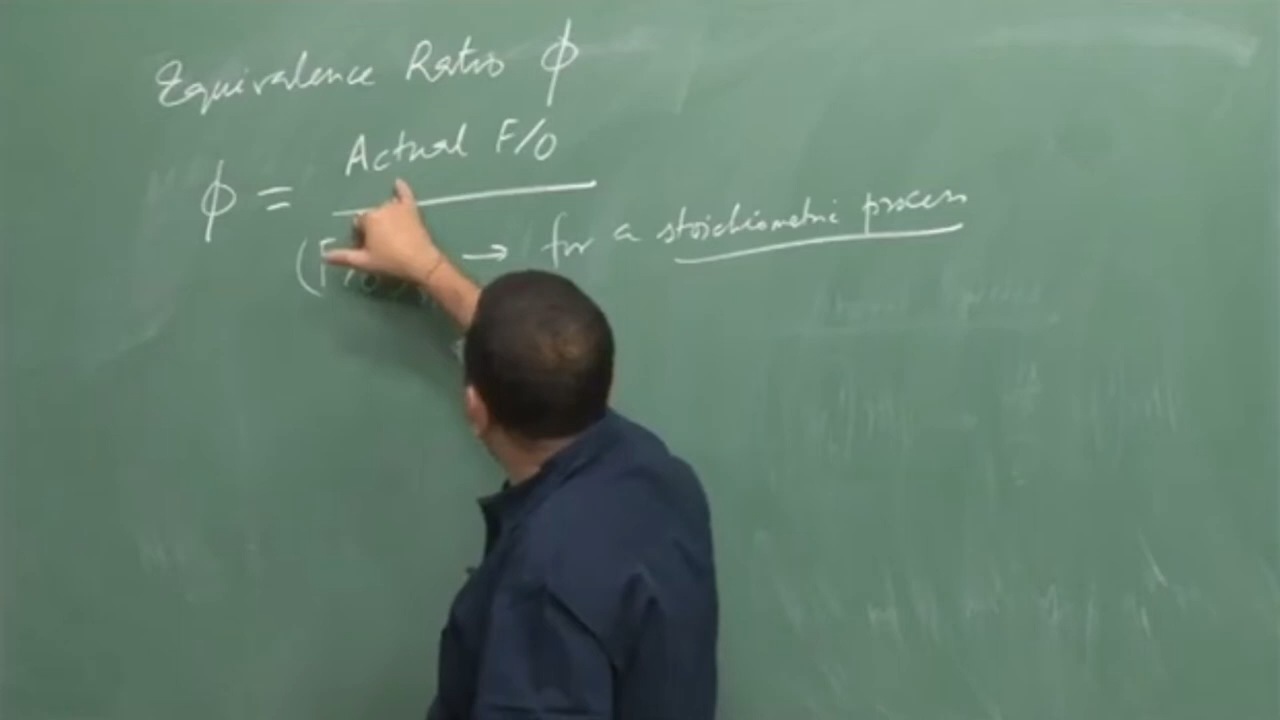 Equivalence Ratio ϕ
Actual F/O
ϕ =
(F/O) → for a stoichiometric process